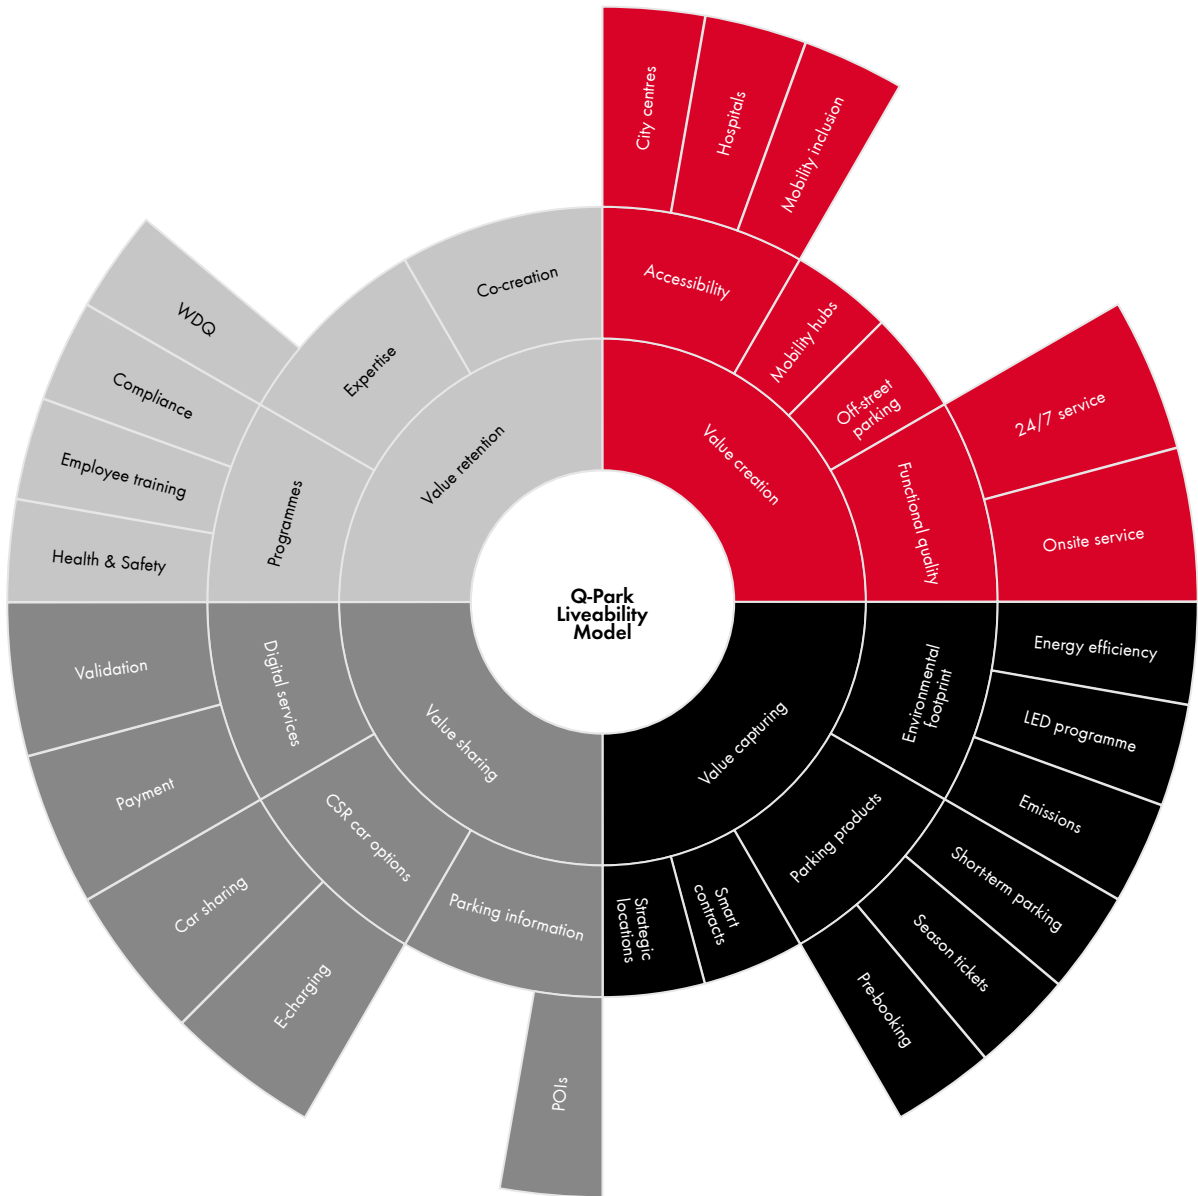 Q-Park
Liveability
Model
Value creation
Accessibility
City centres
Hospitals
Mobility inclusion
Mobility hubs
Off-street
parking
Functional quality
24/7 service
Onsite service
Value capturing
Environmental
footprint
Energy efficiency
LED programme
Emissions
Parking products
Short-term parking
Season tickets
Pre-booking
Smart
contracts
Strategic
locations
Value sharing
Parking information
POIs
CSR car options
E-charging
Car sharing
Digital services
Payment
Validation
Value retention
Programmes
Health & Safety
Employee training
Compliance
WDQ
Expertise
Co-creation